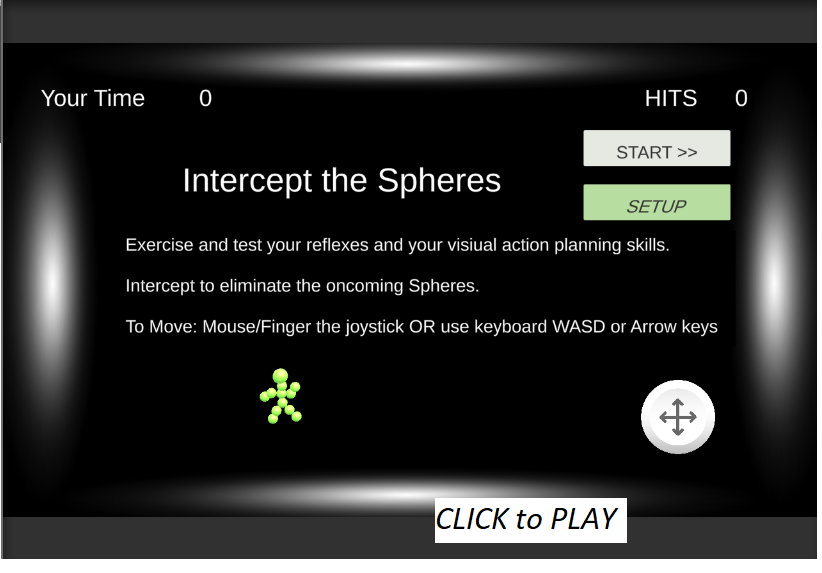 Your Time 0 HITS 0
START >>
Intercept the Spheres
SETUP
Exercise and test your reflexes and your visiual action planning skills.
Intercept to eliminate the oncoming Spheres.
To Move: Mouse/Finger the joystick OR use keyboard WASD or Arrow keys
CLICK to PLAY